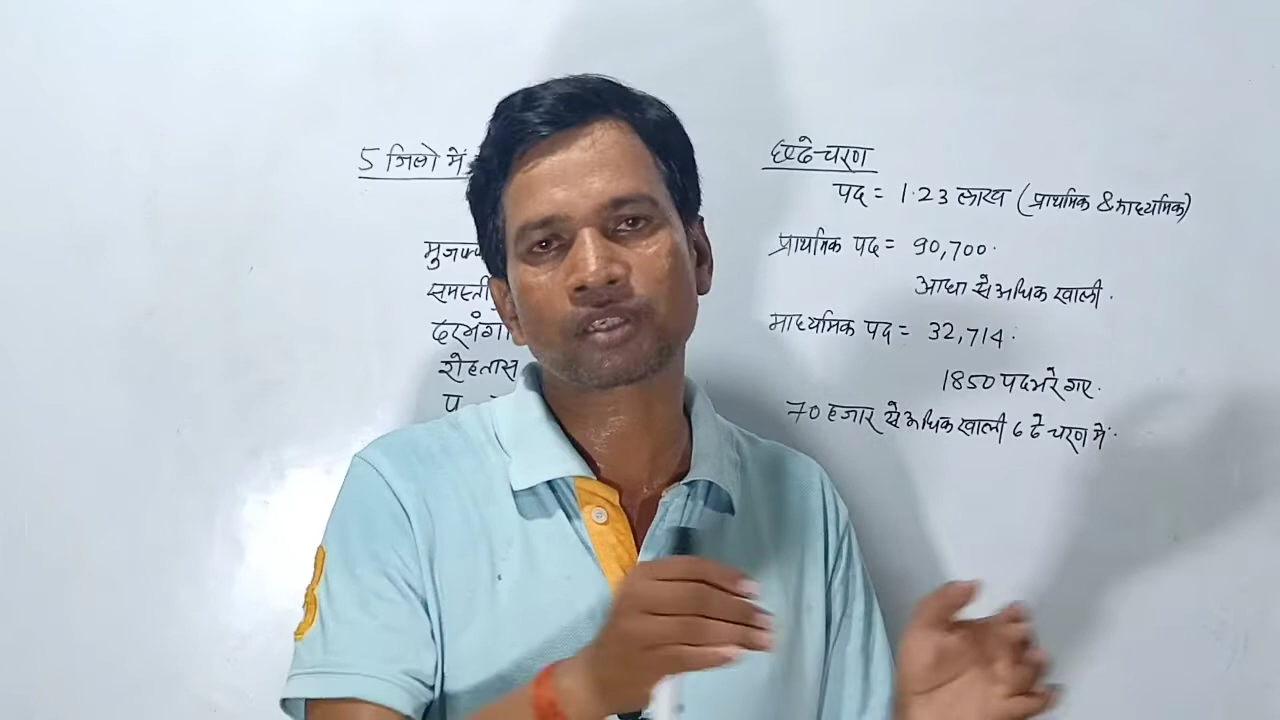 5 जिलो में
मुजफ्फ
समस्ती
दरभंगा
रोहतास
प
छठे चरण
पद = 1.23 लाख (प्राथमिक & माध्यमिक)
प्राथमिक पद = 90,700.
आधा से अधिक खाली.
माध्यमिक पद = 32,714.
1850 पद भरे गए.
70 हजार से अधिक खाली 6 ठे चरण में.